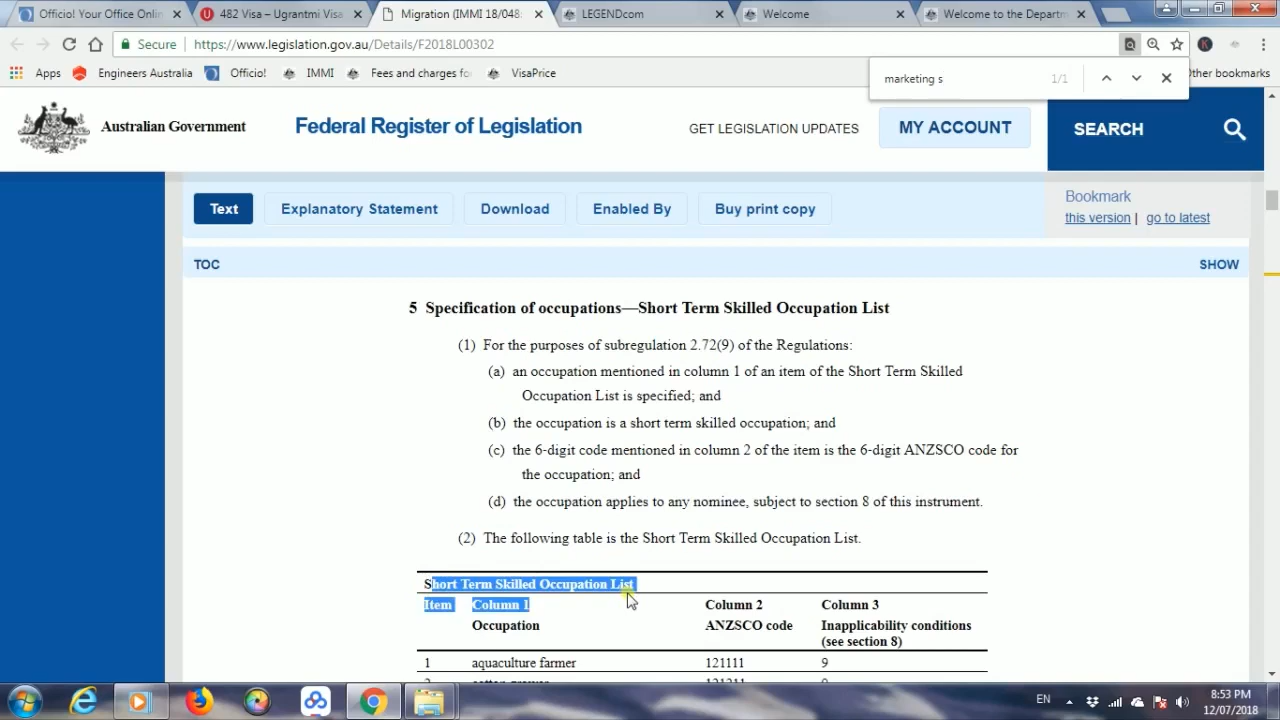 Officio! Your Office Onlin
482 Visa – Ugrantmi Visa
Migration (IMMI 18/048
LEGENDcom
Welcome
Welcome to the Departm
Secure
https://www.legislation.gov.au/Details/F2018L00302
Apps
Engineers Australia
Officio!
IMMI
Fees and charges fo
VisaPrice
Other bookmarks
marketing s
1/1
Australian Government
Federal Register of Legislation
GET LEGISLATION UPDATES
MY ACCOUNT
SEARCH
Text
Explanatory Statement
Download
Enabled By
Buy print copy
Bookmark
this version | go to latest
TOC
SHOW
5 Specification of occupations—Short Term Skilled Occupation List
(1) For the purposes of subregulation 2.72(9) of the Regulations:
(a) an occupation mentioned in column 1 of an item of the Short Term Skilled
Occupation List is specified; and
(b) the occupation is a short term skilled occupation; and
(c) the 6-digit code mentioned in column 2 of the item is the 6-digit ANZSCO code for
the occupation; and
(d) the occupation applies to any nominee, subject to section 8 of this instrument.
(2) The following table is the Short Term Skilled Occupation List.
Short Term Skilled Occupation List
Item Column 1 Column 2 Column 3
Occupation ANZSCO code Inapplicability conditions
(see section 8)
1 aquaculture farmer 121111 9
EN
8:53 PM
12/07/2018